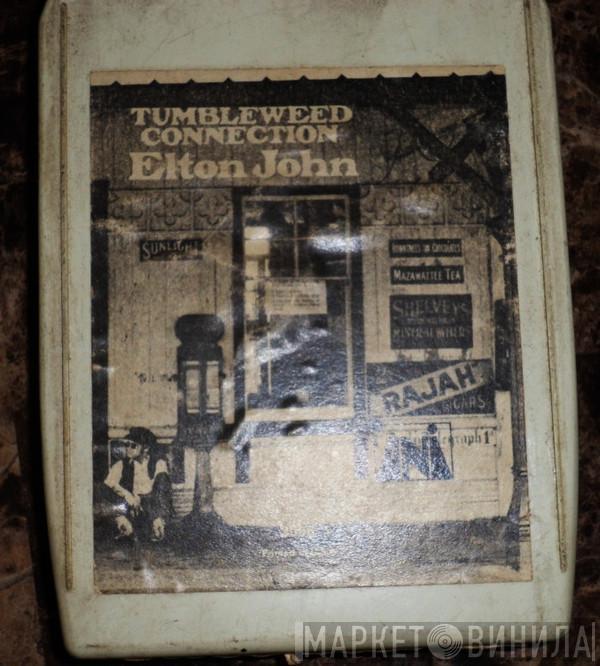 TUMBLEWEED
CONNECTION
Elton John
SUNLIGHT
MAZAWATTEE TEA
SHELVEYS
MINERAL WATERS
RAJAH
CIGARS
МАРКЕТ ВИНИЛА